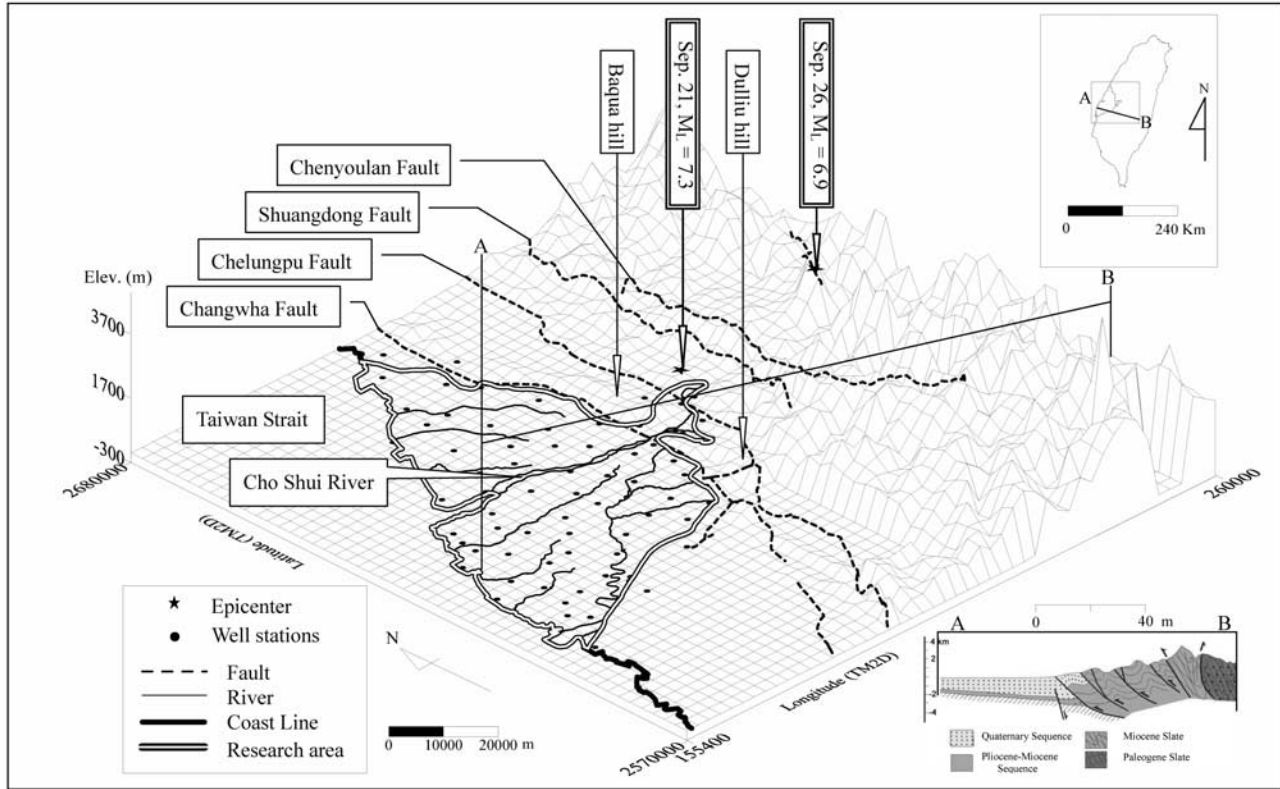 Baqua hill
Sep. 21, M_L = 7.3
Dulliu hill
Sep. 26, M_L = 6.9
A
B
N
0 240 Km
Chenyoulan Fault
Shuangdong Fault
Chelungpu Fault
Changwha Fault
A
B
Elev. (m)
3700
1700
-300
Taiwan Strait
Cho Shui River
2680000
Latitude (TM2D)
2570000
155400
Longitude (TM2D)
260000
Epicenter
Well stations
Fault
River
Coast Line
Research area
N
0 10000 20000 m
0 40 m
A B
4 km
2
-2
-4
Quaternary Sequence
Pliocene-Miocene
Sequence
Miocene Slate
Paleogene Slate